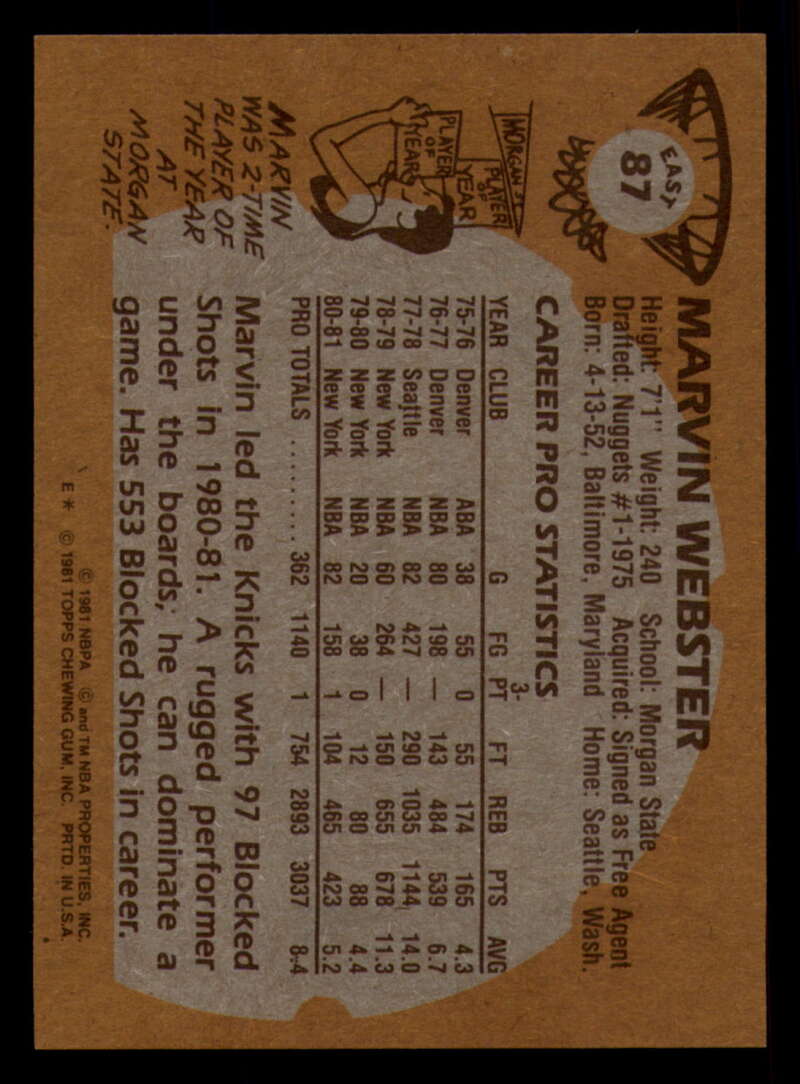 EAST
87
MARVIN WEBSTER
Height: 7'1" Weight: 240 School: Morgan State
Drafted: Nuggets #1-1975 Acquired: Signed as Free Agent
Born: 4-13-52, Baltimore, Maryland Home: Seattle, Wash.
CAREER PRO STATISTICS
YEAR CLUB G FG 3-PT FT REB PTS AVG
75-76 Denver ABA 38 55 0 55 174 165 4.3
76-77 Denver NBA 80 198 — 143 484 539 6.7
77-78 Seattle NBA 82 427 — 290 1035 1144 14.0
78-79 New York NBA 60 264 — 150 655 678 11.3
79-80 New York NBA 20 38 0 12 80 88 4.4
80-81 New York NBA 82 158 1 104 465 423 5.2
PRO TOTALS .......... 362 1140 1 754 2893 3037 8.4
Marvin led the Knicks with 97 Blocked
Shots in 1980-81. A rugged performer
under the boards, he can dominate a
game. Has 553 Blocked Shots in career.
MORGAN ST.
PLAYER
OF
YEAR
PLAYER
OF
YEAR
MARVIN
WAS 2-TIME
PLAYER OF
THE YEAR
AT
MORGAN
STATE.
© 1981 NBPA © and TM NBA PROPERTIES, INC.
E* © 1981 TOPPS CHEWING GUM, INC. PRTD. IN U.S.A.